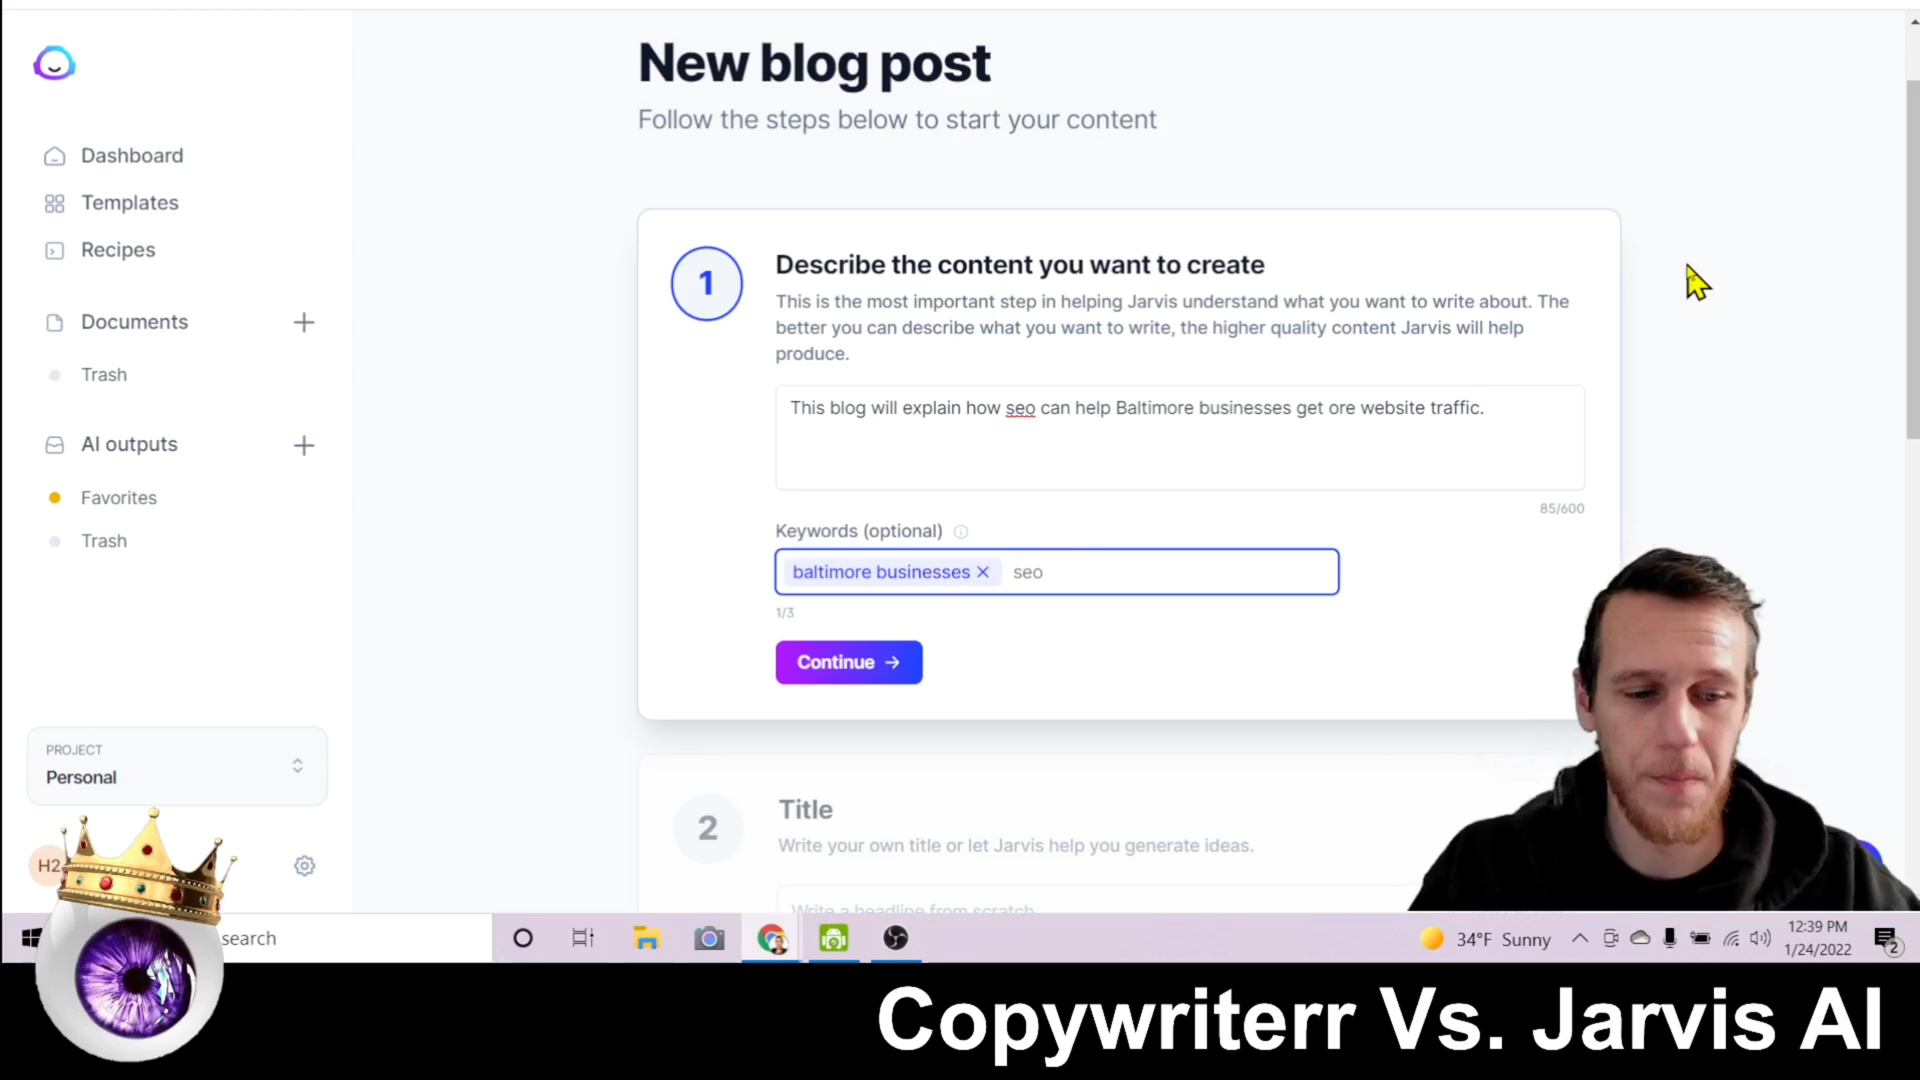 New blog post
Follow the steps below to start your content
Dashboard
Templates
Recipes
Documents
Trash
AI outputs
Favorites
Trash
PROJECT
Personal
H2
1
Describe the content you want to create
This is the most important step in helping Jarvis understand what you want to write about. The
better you can describe what you want to write, the higher quality content Jarvis will help
produce.
This blog will explain how seo can help Baltimore businesses get ore website traffic.
85/600
Keywords (optional)
baltimore businesses seo
1/3
Continue
2
Title
Write your own title or let Jarvis help you generate ideas.
Write a headline from scratch
search
34°F Sunny
12:39 PM
1/24/2022
2
Copywriterr Vs. Jarvis AI